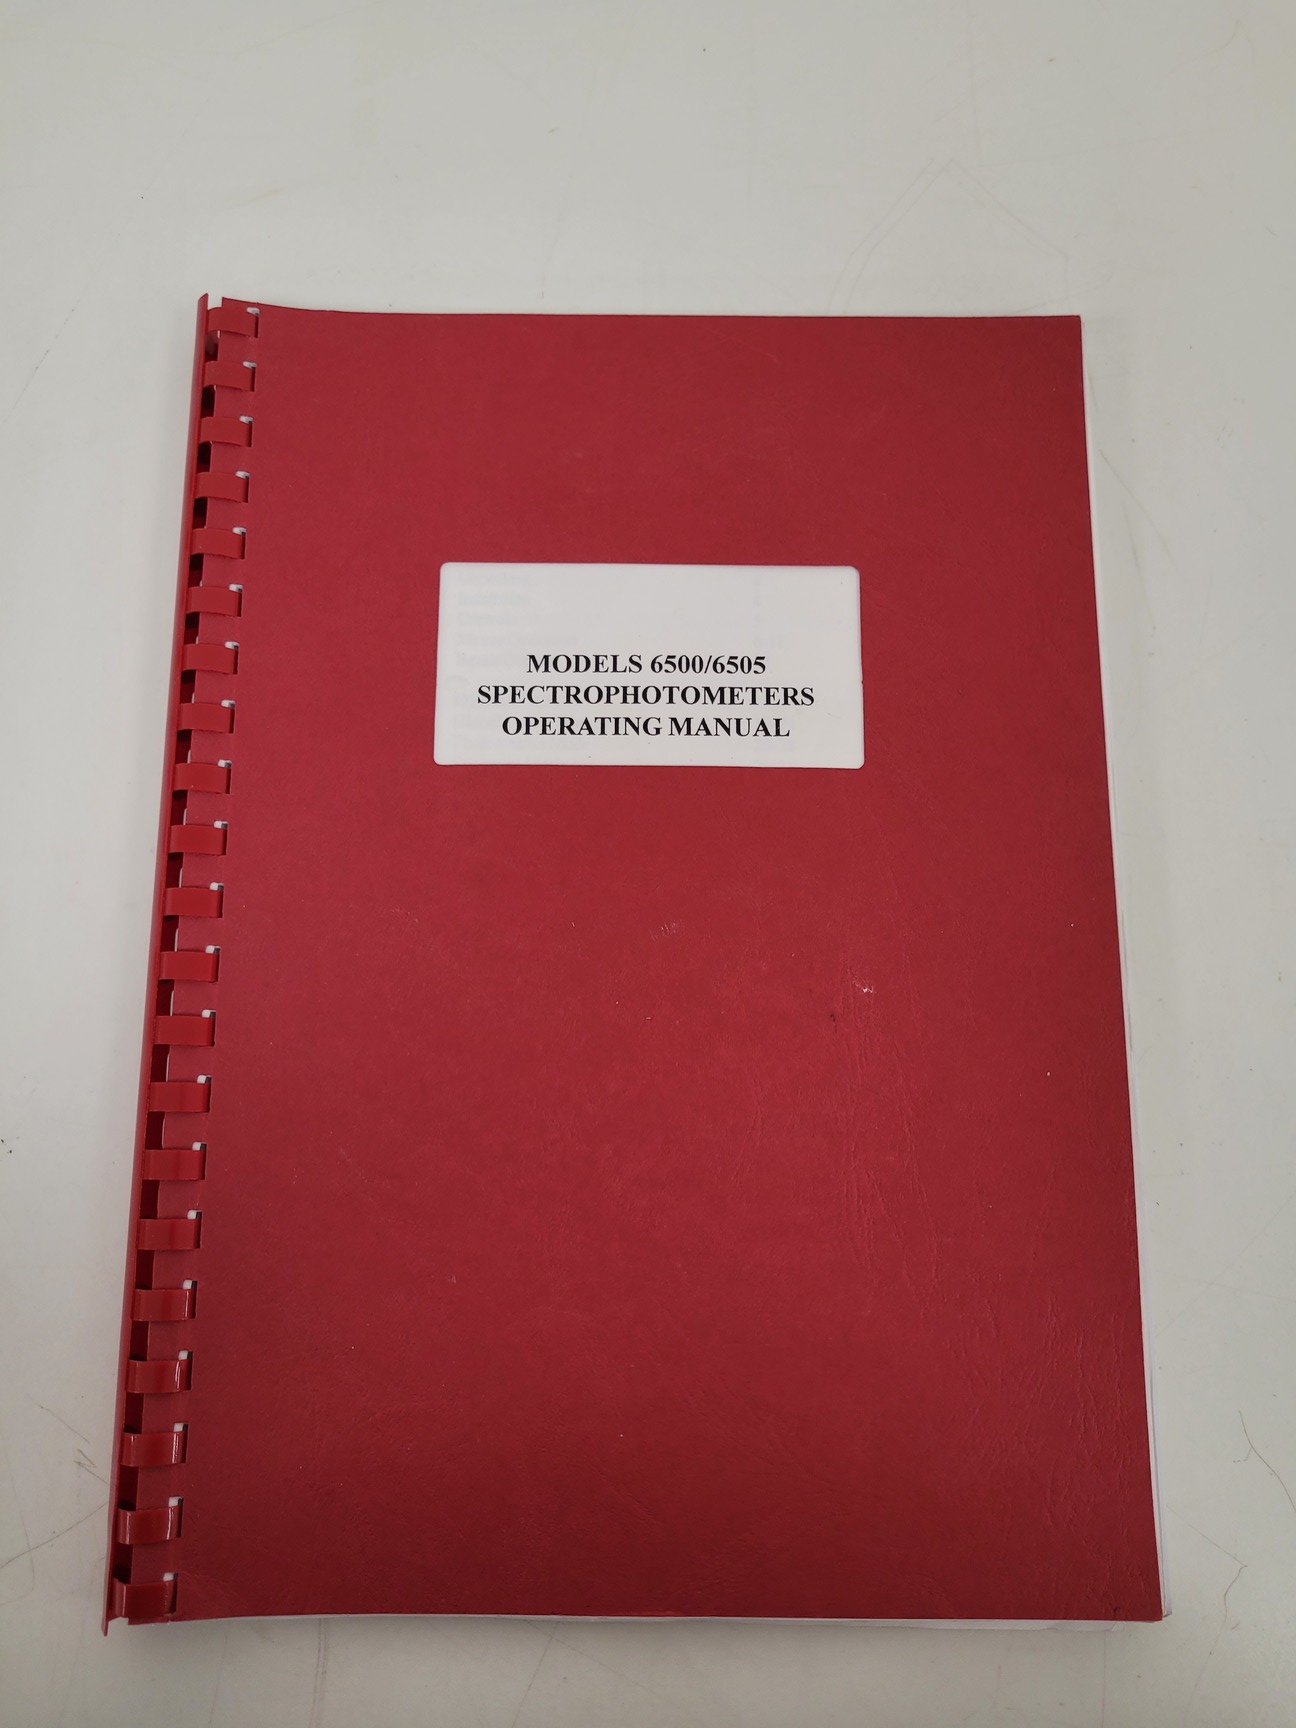 MODELS 6500/6505
SPECTROPHOTOMETERS
OPERATING MANUAL